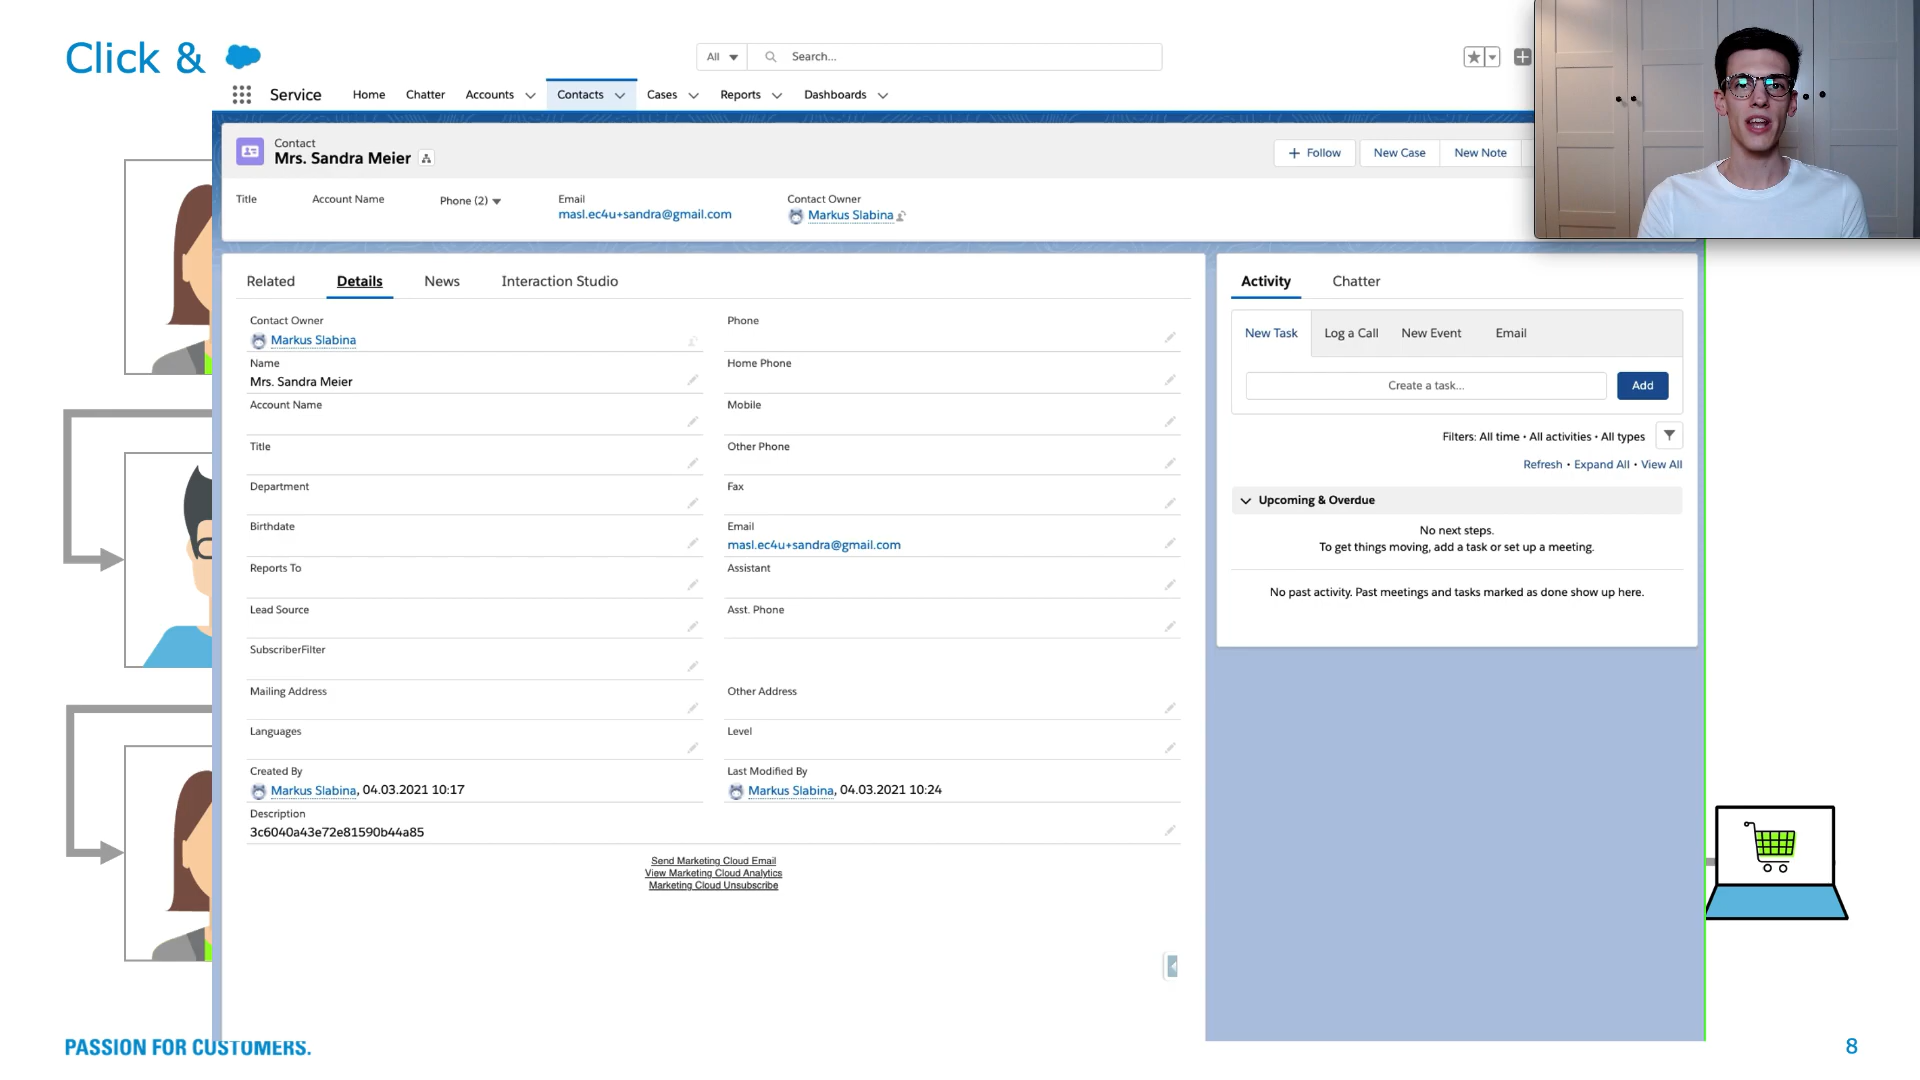 Click &
All
Search...
Service
Home
Chatter
Accounts
Contacts
Cases
Reports
Dashboards
Contact
Mrs. Sandra Meier
Follow
New Case
New Note
Title
Account Name
Phone (2)
Email
masl.ec4u+sandra@gmail.com
Contact Owner
Markus Slabina
Related
Details
News
Interaction Studio
Contact Owner
Markus Slabina
Phone
Name
Mrs. Sandra Meier
Home Phone
Account Name
Mobile
Title
Other Phone
Department
Fax
Birthdate
Email
masl.ec4u+sandra@gmail.com
Reports To
Assistant
Lead Source
Asst. Phone
SubscriberFilter
Mailing Address
Other Address
Languages
Level
Created By
Markus Slabina, 04.03.2021 10:17
Last Modified By
Markus Slabina, 04.03.2021 10:24
Description
3c6040a43e72e81590b44a85
Send Marketing Cloud Email
View Marketing Cloud Analytics
Marketing Cloud Unsubscribe
Activity
Chatter
New Task
Log a Call
New Event
Email
Create a task...
Add
Filters: All time • All activities • All types
Refresh • Expand All • View All
Upcoming & Overdue
No next steps.
To get things moving, add a task or set up a meeting.
No past activity. Past meetings and tasks marked as done show up here.
PASSION FOR CUSTOMERS.
8